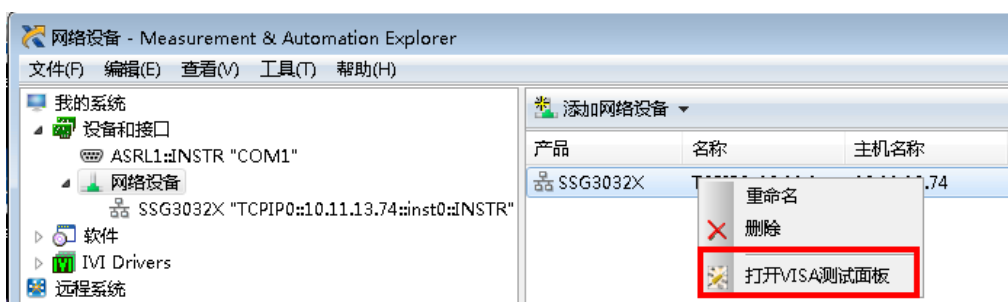 网络设备 - Measurement & Automation Explorer
文件(F) 编辑(E) 查看(V) 工具(T) 帮助(H)
我的系统
设备和接口
ASRL1::INSTR "COM1"
网络设备
SSG3032X "TCPIP0::10.11.13.74::inst0::INSTR"
软件
IVI Drivers
远程系统
添加网络设备
产品 名称 主机名称
SSG3032X .74
重命名
删除
打开VISA测试面板